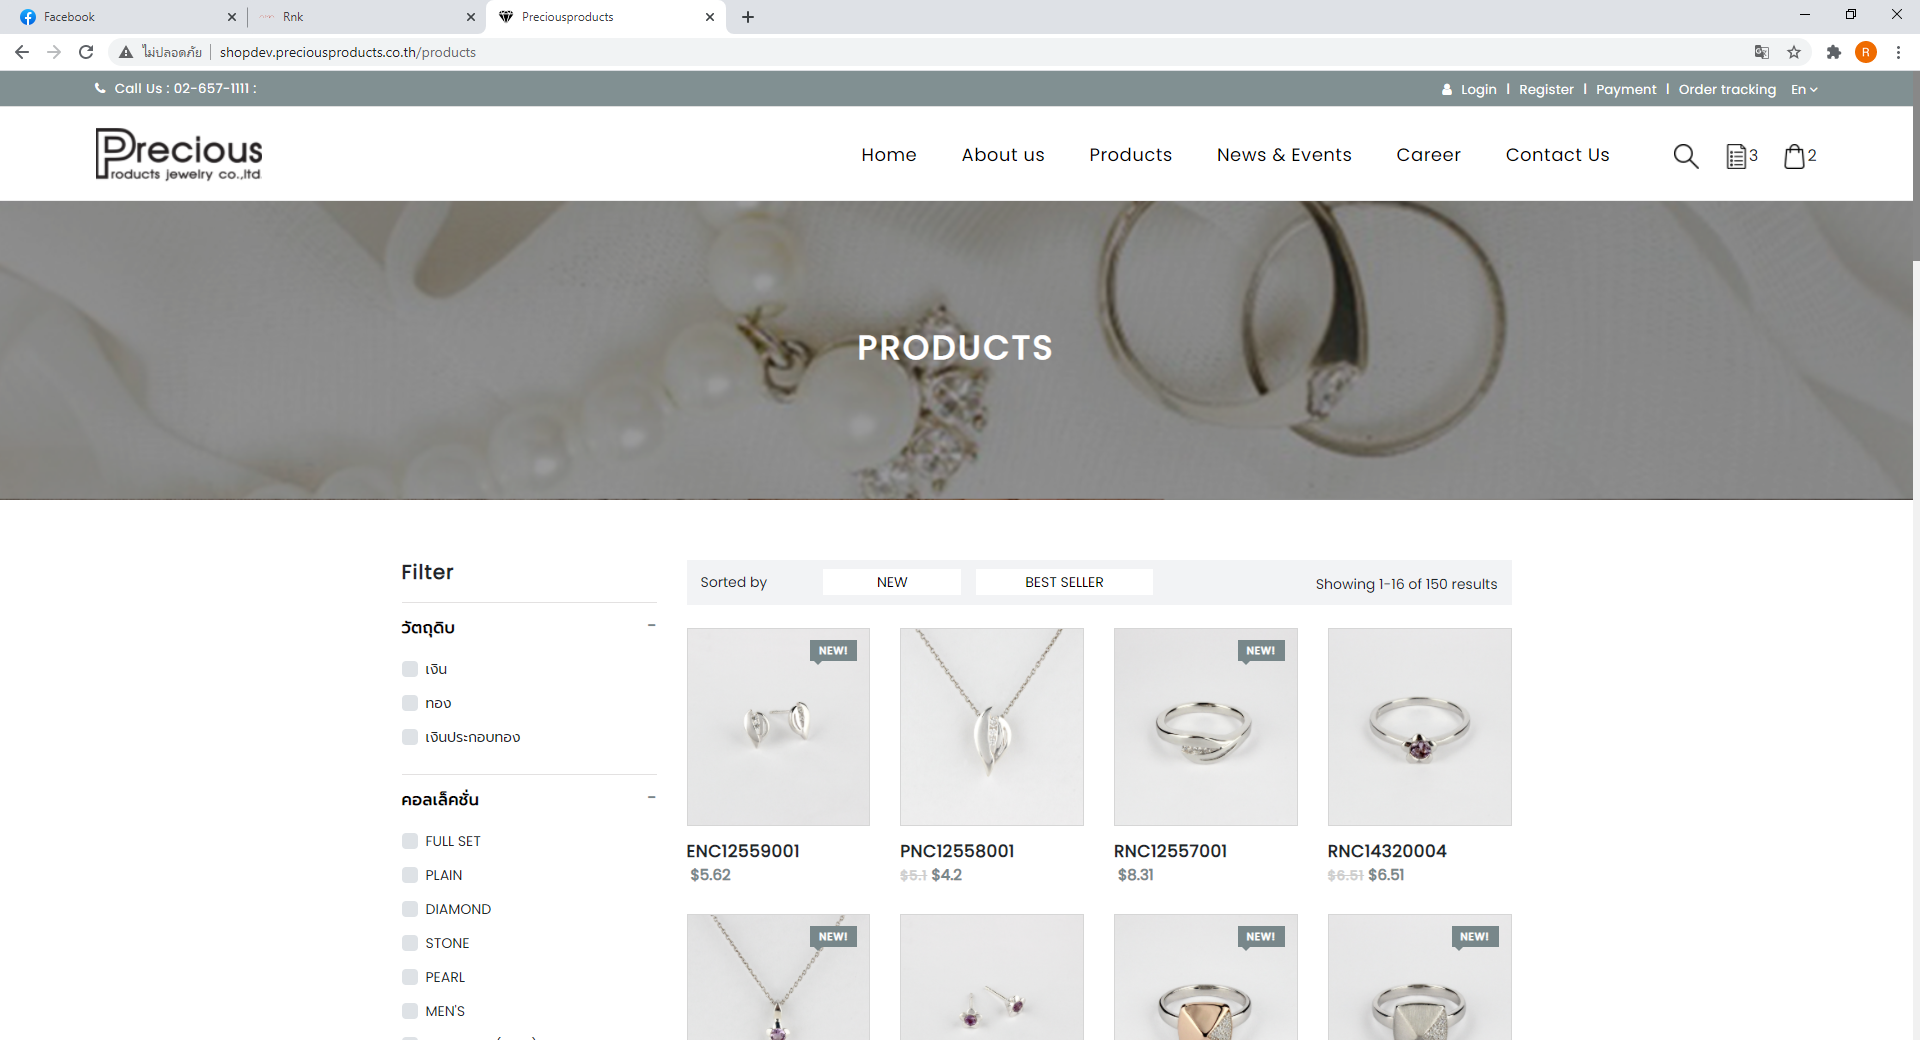 Facebook
Rnk
Preciousproducts
ไม่ปลอดภัย
shopdev.preciousproducts.co.th/products
R
Call Us : 02-657-1111 :
Login | Register | Payment | Order tracking En
Precious
Products jewelry co.,ltd.
Home About us Products News & Events Career Contact Us
3
2
PRODUCTS
Filter
วัตถุดิบ
เงิน
ทอง
เงินประกอบทอง
คอลเล็คชั่น
FULL SET
PLAIN
DIAMOND
STONE
PEARL
MEN'S
Sorted by NEW BEST SELLER Showing 1-16 of 150 results
NEW!
NEW!
ENC12559001
$5.62
PNC12558001
$5.1 $4.2
RNC12557001
$8.31
RNC14320004
$6.51 $6.51
NEW!
NEW!
NEW!